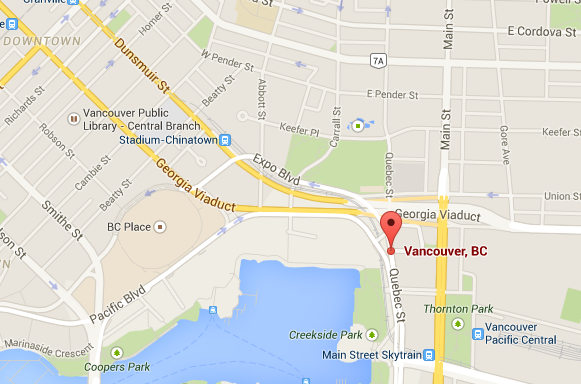 Granville
Powell S
DOWNTOWN
Homer St
Dunsmuir St
E Cordova St
W Pender St
7A
Main St
Beatty St
Abbott St
E Pender St
Richards St
Vancouver Public
Library - Central Branch
Carrall St
Keefer Pl
Keefer S
Gore Ave
Robson St
Stadium-Chinatown
Main St
Cambie St
Expo Blvd
Quebec St
Georgia Viaduct
Beatty St
Union St
Smithe St
Georgia Viaduct
BC Place
Vancouver, BC
Quebec St
Pacific Blvd
Thornton Park
Creekside Park
Vancouver
Pacific Central
Marinaside Crescent
Main Street Skytrain
Coopers Park